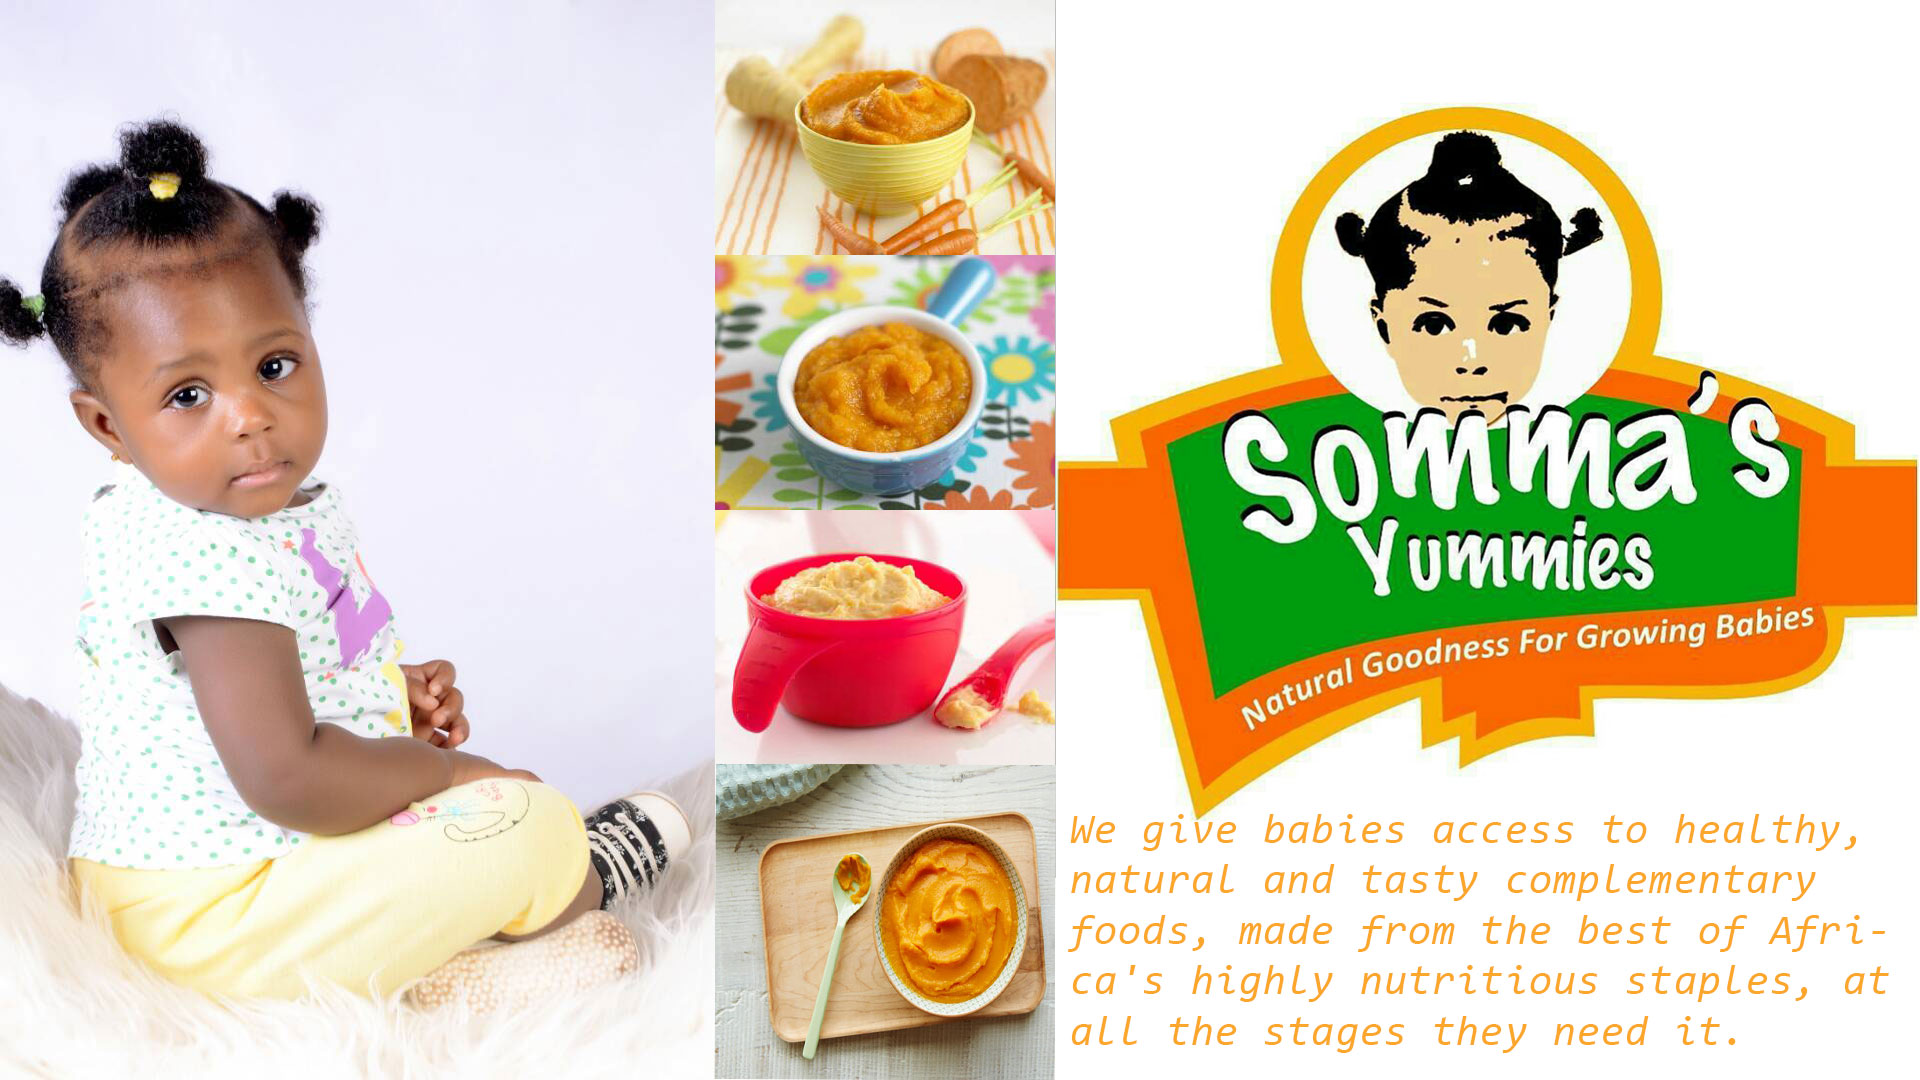 Somma's
Yummies
Natural Goodness For Growing Babies
We give babies access to healthy,
natural and tasty complementary
foods, made from the best of Afri-
ca's highly nutritious staples, at
all the stages they need it.